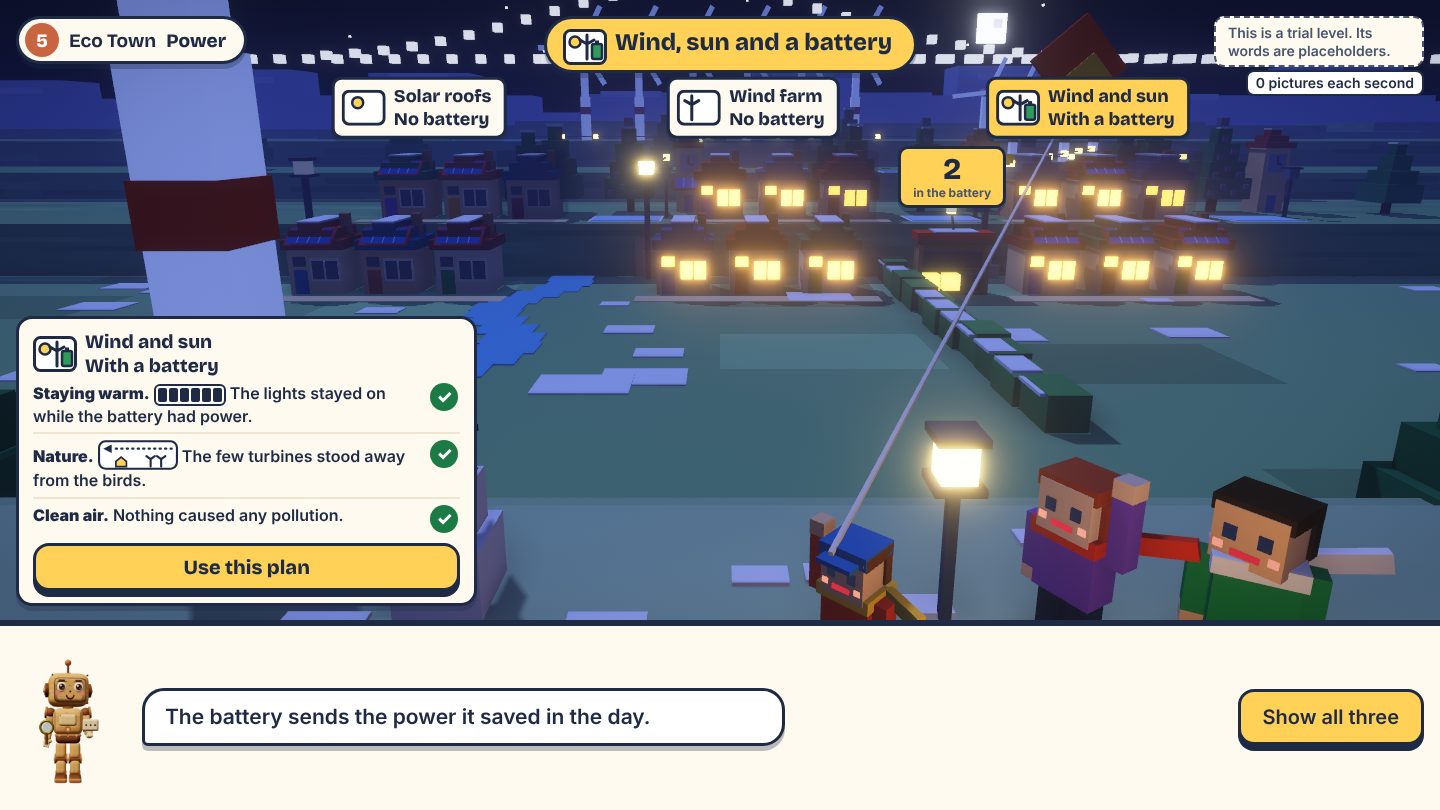 5 Eco Town Power
Wind, sun and a battery
This is a trial level. Its
words are placeholders.
0 pictures each second
Solar roofs
No battery
Wind farm
No battery
Wind and sun
With a battery
2
in the battery
Wind and sun
With a battery
Staying warm. The lights stayed on
while the battery had power.
Nature. The few turbines stood away
from the birds.
Clean air. Nothing caused any pollution.
Use this plan
The battery sends the power it saved in the day.
Show all three